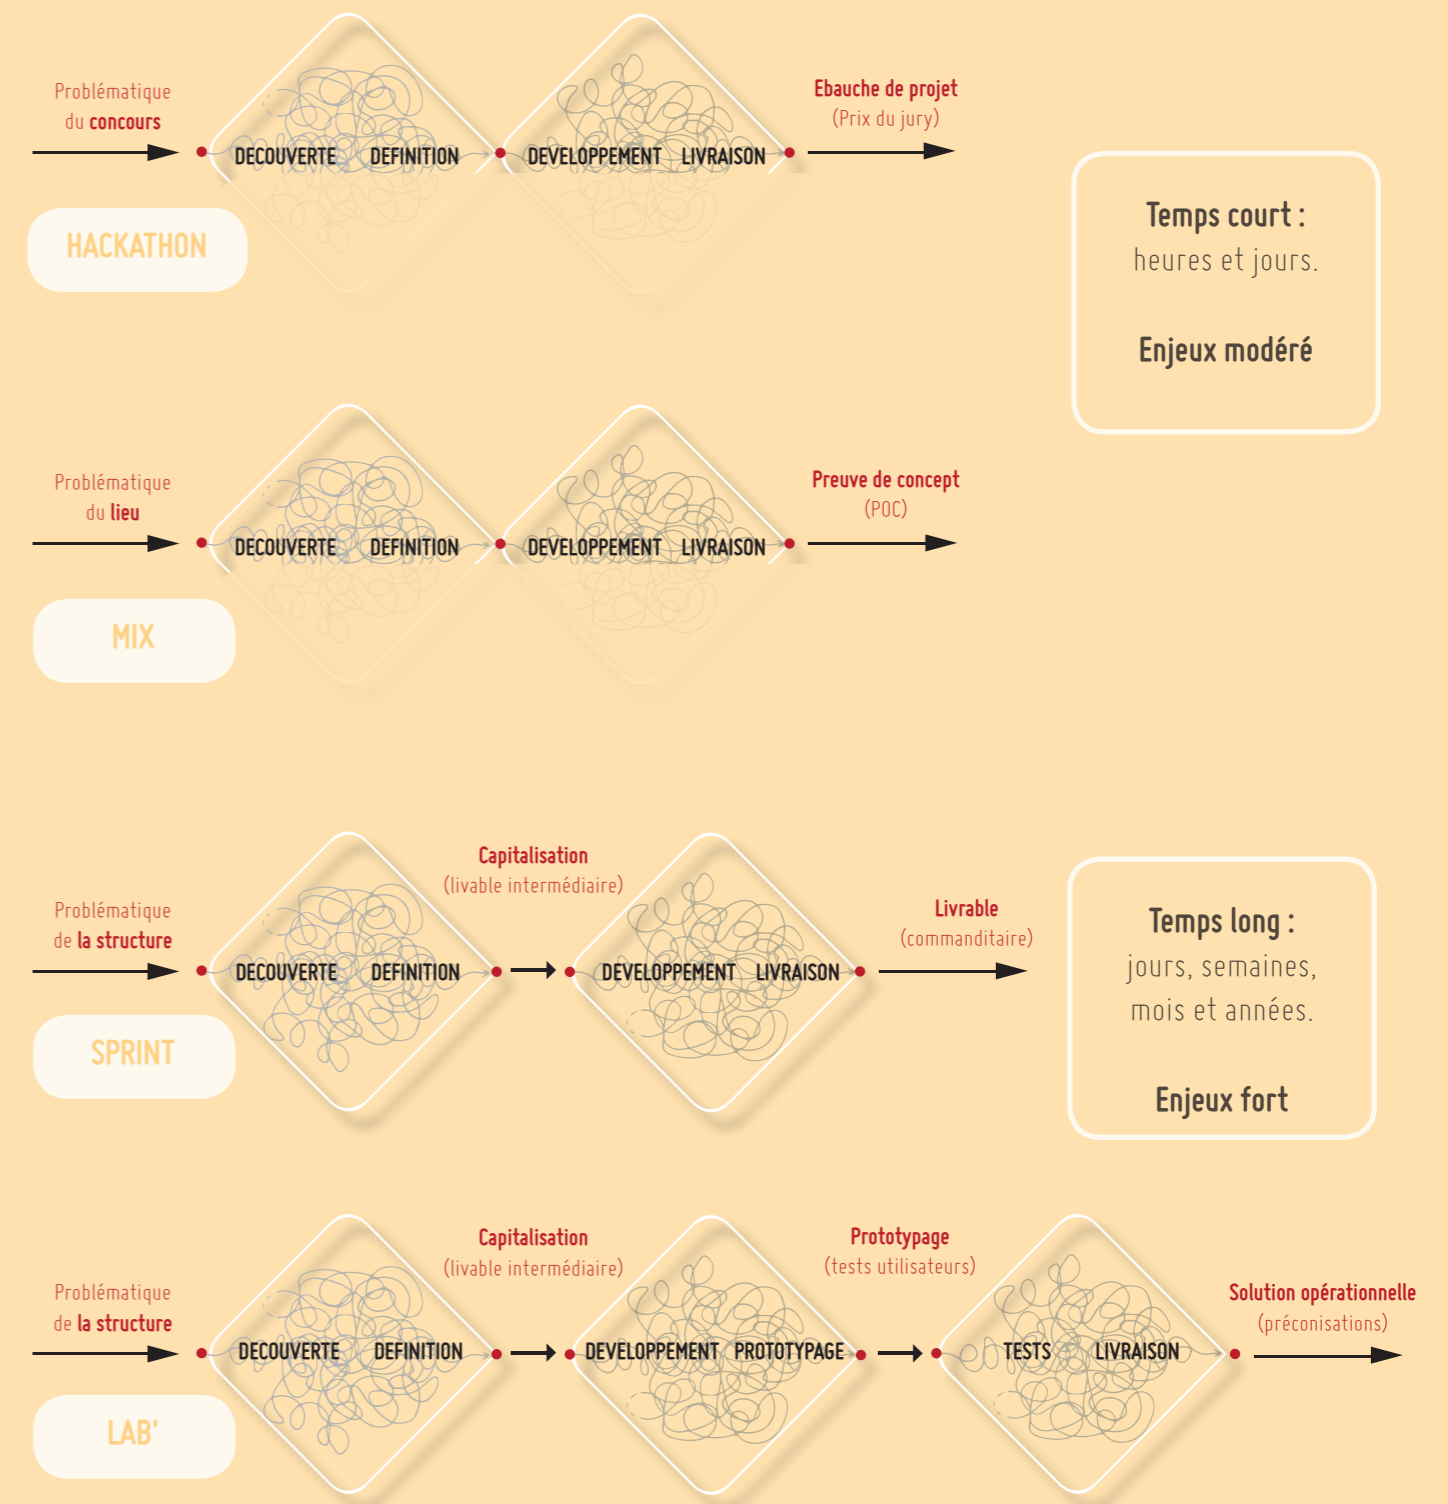 Problématique
du concours
DECOUVERTE DEFINITION
DEVELOPPEMENT LIVRAISON
Ebauche de projet
(Prix du jury)
HACKATHON
Temps court :
heures et jours.
Enjeux modéré
Problématique
du lieu
DECOUVERTE DEFINITION
DEVELOPPEMENT LIVRAISON
Preuve de concept
(POC)
MIX
Problématique
de la structure
DECOUVERTE DEFINITION
Capitalisation
(livable intermédiaire)
DEVELOPPEMENT LIVRAISON
Livrable
(commanditaire)
SPRINT
Temps long :
jours, semaines,
mois et années.
Enjeux fort
Problématique
de la structure
DECOUVERTE DEFINITION
Capitalisation
(livable intermédiaire)
DEVELOPPEMENT PROTOTYPAGE
Prototypage
(tests utilisateurs)
TESTS LIVRAISON
Solution opérationnelle
(préconisations)
LAB'